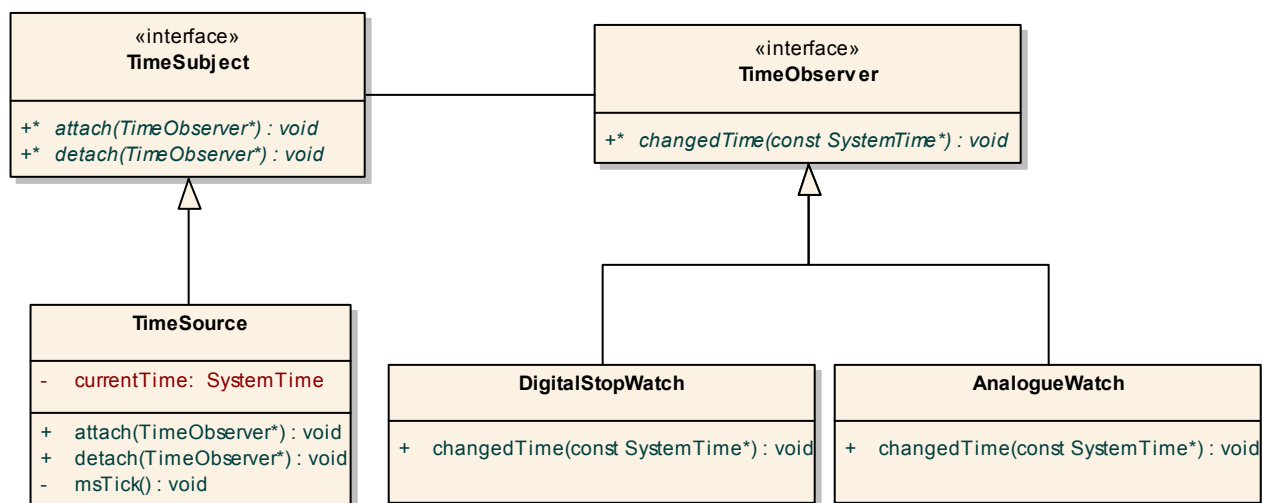 «interface»
TimeSubject
+* attach(TimeObserver*) : void
+* detach(TimeObserver*) : void
«interface»
TimeObserver
+* changedTime(const SystemTime*) : void
TimeSource
- currentTime: SystemTime
+ attach(TimeObserver*) : void
+ detach(TimeObserver*) : void
- msTick() : void
DigitalStopWatch
+ changedTime(const SystemTime*) : void
AnalogueWatch
+ changedTime(const SystemTime*) : void